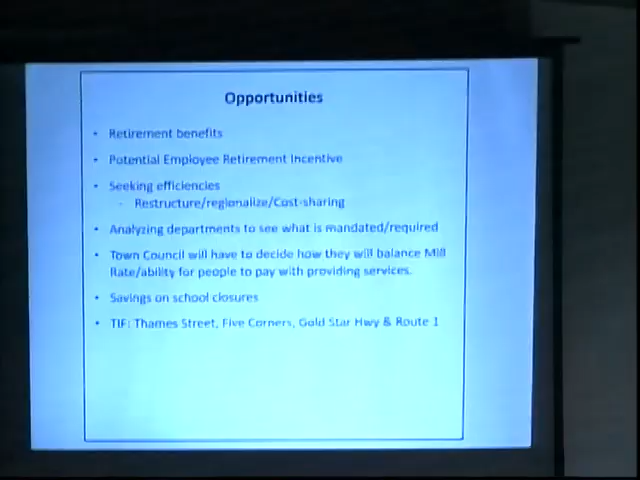 Opportunities
• Retirement benefits
• Potential Employee Retirement Incentive
• Seeking efficiencies
- Restructure/regionalize/Cost-sharing
• Analyzing departments to see what is mandated/required
• Town Council will have to decide how they will balance Mill
Rate/ability for people to pay with providing services.
• Savings on school closures
• TIF: Thames Street, Five Corners, Gold Star Hwy & Route 1